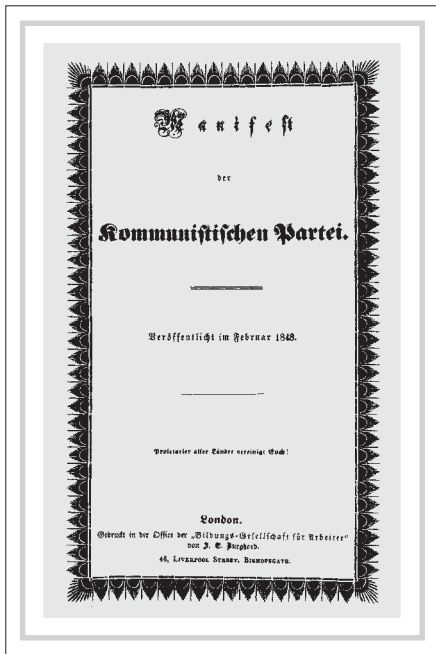 Manifest
der
Kommunistischen Partei.
Veröffentlicht im Februar 1848.
Proletarier aller Länder vereinigt Euch!
London.
Gedruckt in der Office der „Bildungs-Gesellschaft für Arbeiter“
von J. E. Burghard.
46, LIVERPOOL STREET, BISHOPSGATE.